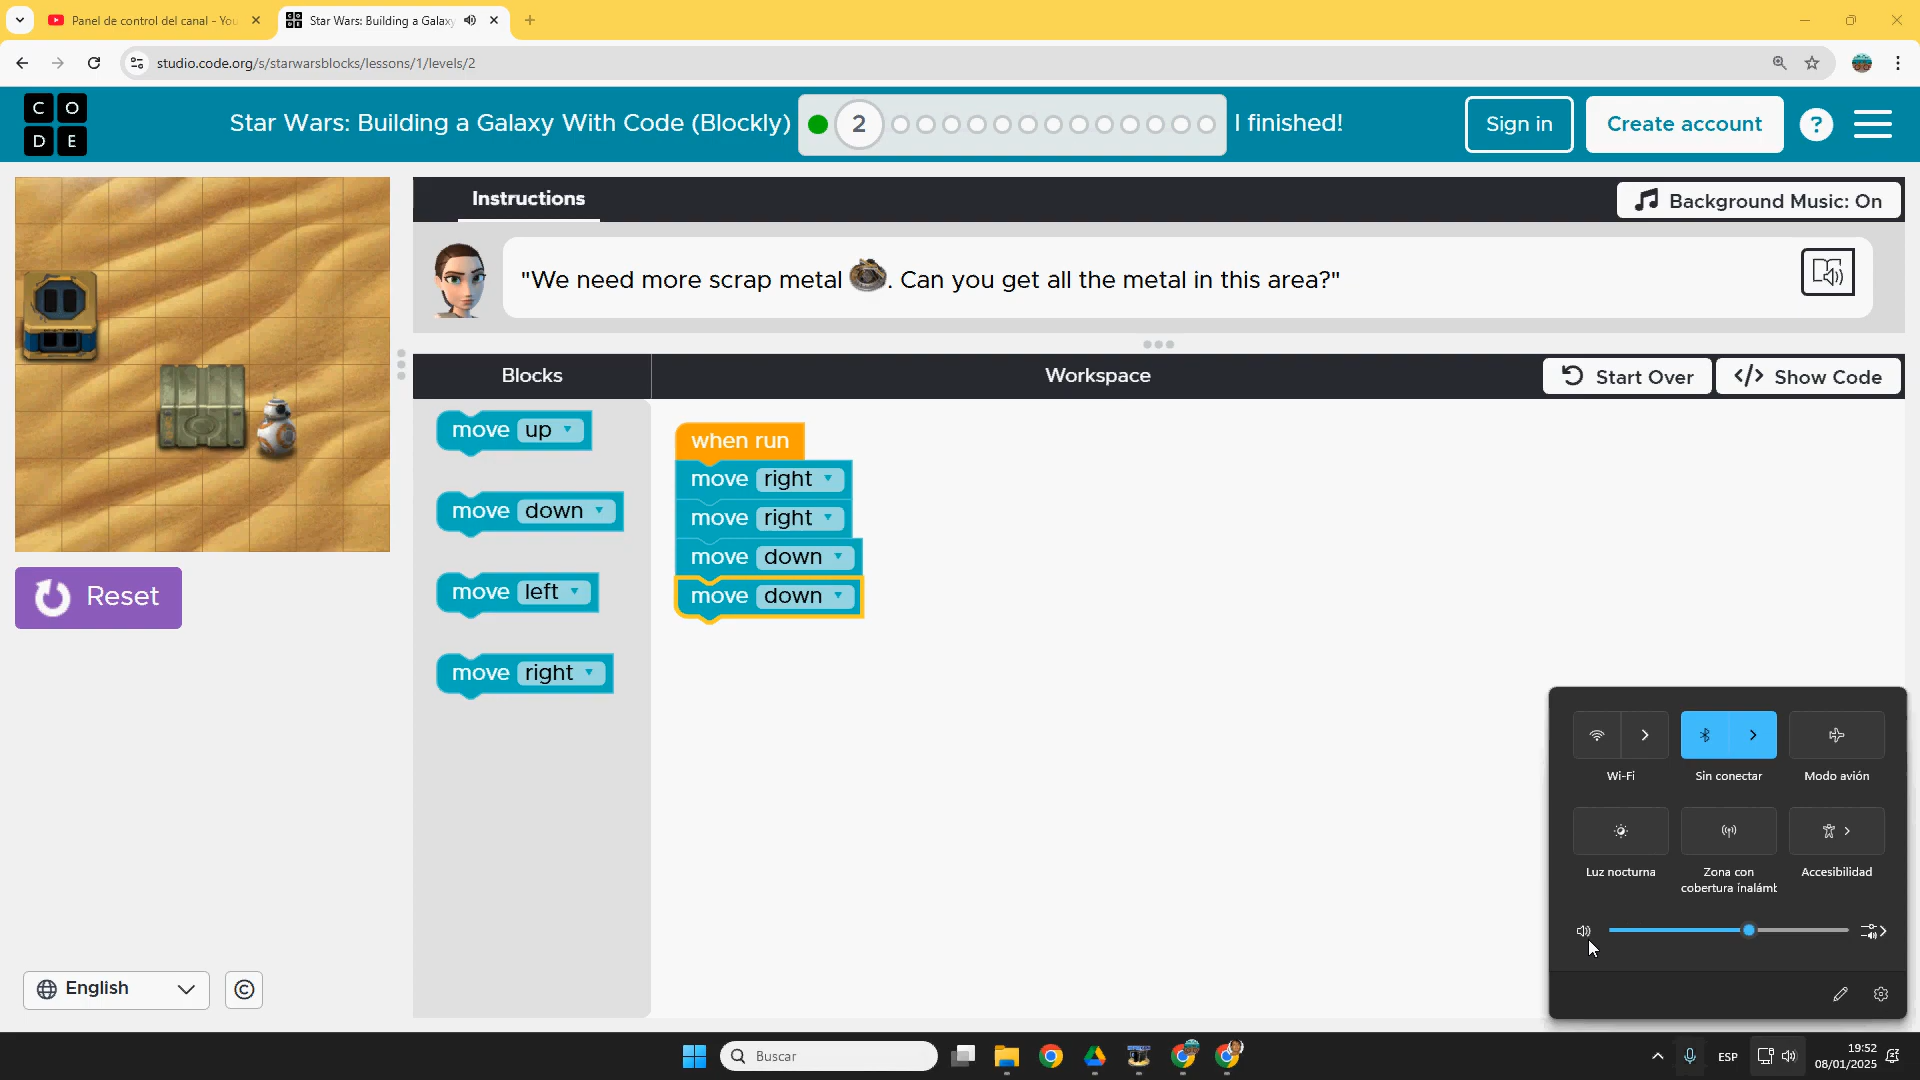 Panel de control del canal - You
Star Wars: Building a Galaxy
studio.code.org/s/starwarsblocks/lessons/1/levels/2
C O
D E
Star Wars: Building a Galaxy With Code (Blockly)
2
I finished!
Sign in
Create account
?
Instructions
Background Music: On
"We need more scrap metal . Can you get all the metal in this area?"
Blocks
Workspace
Start Over
Show Code
move up
move down
move left
move right
when run
move right
move right
move down
move down
Reset
English
Wi-Fi
Sin conectar
Modo avión
Luz nocturna
Zona con
cobertura inalámb
Accesibilidad
Buscar
ESP
19:52
08/01/2025